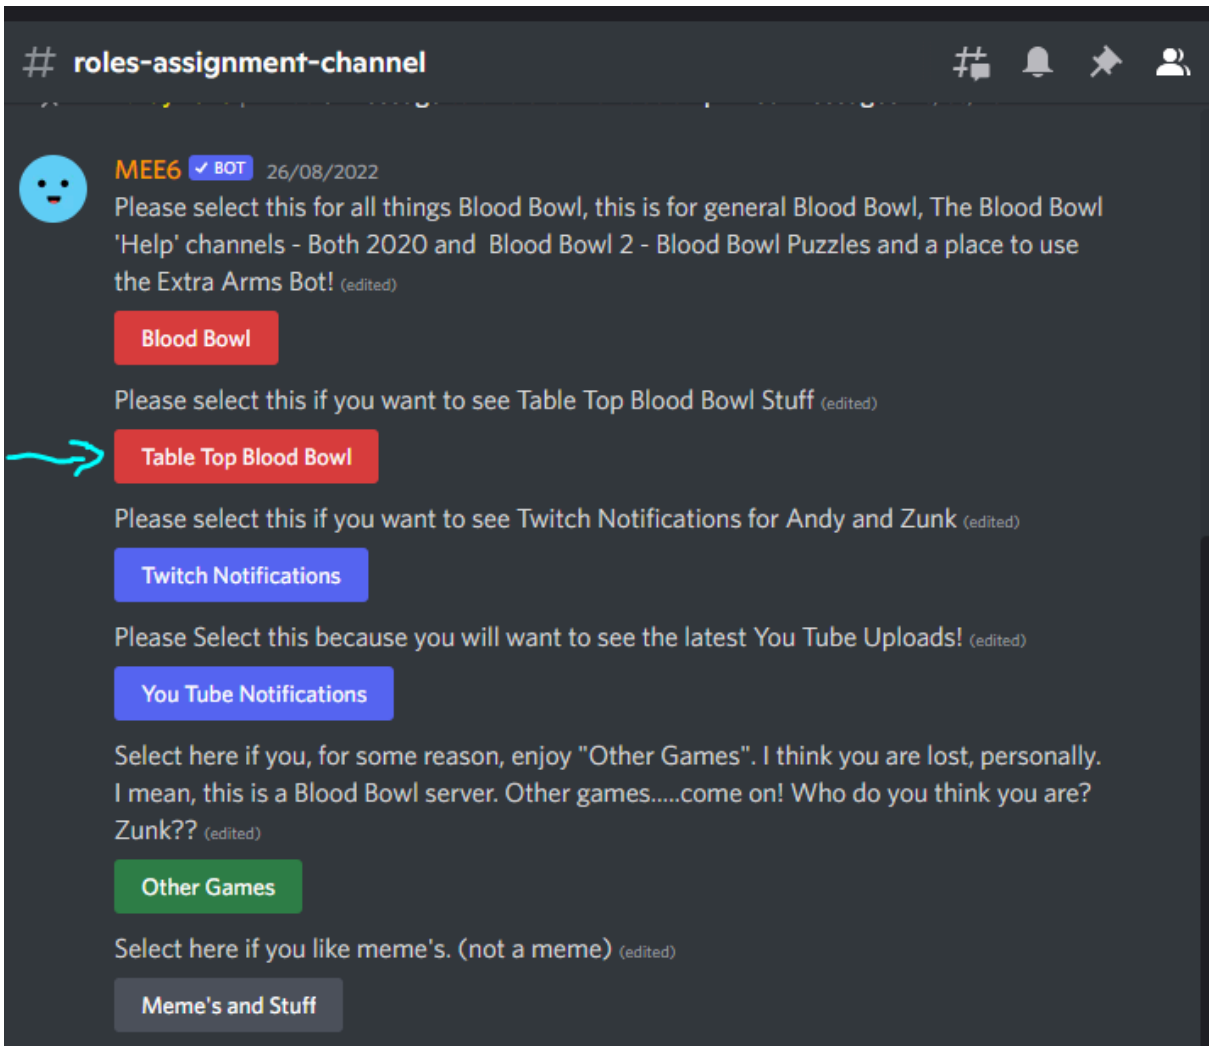 roles-assignment-channel
MEE6 ✓ BOT 26/08/2022
Please select this for all things Blood Bowl, this is for general Blood Bowl, The Blood Bowl
'Help' channels - Both 2020 and  Blood Bowl 2 - Blood Bowl Puzzles and a place to use
the Extra Arms Bot! (edited)
Blood Bowl
Please select this if you want to see Table Top Blood Bowl Stuff (edited)
Table Top Blood Bowl
Please select this if you want to see Twitch Notifications for Andy and Zunk (edited)
Twitch Notifications
Please Select this because you will want to see the latest You Tube Uploads! (edited)
You Tube Notifications
Select here if you, for some reason, enjoy "Other Games". I think you are lost, personally.
I mean, this is a Blood Bowl server. Other games.....come on! Who do you think you are?
Zunk?? (edited)
Other Games
Select here if you like meme's. (not a meme) (edited)
Meme's and Stuff